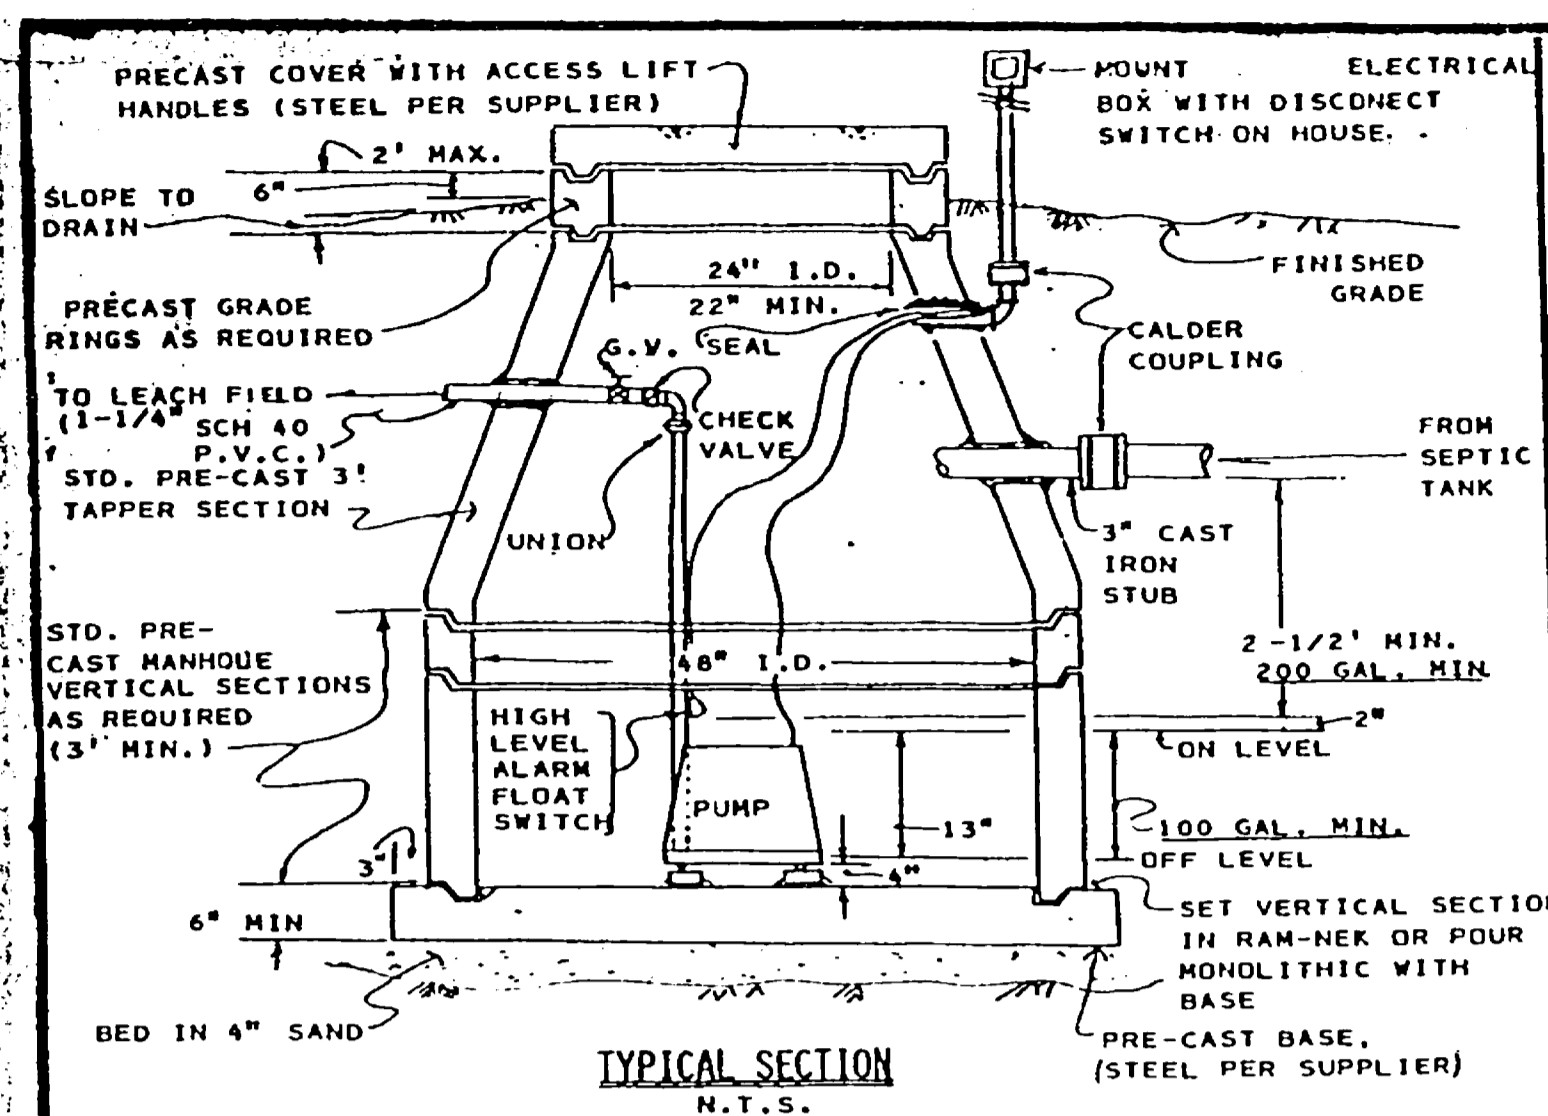 PRECAST COVER WITH ACCESS LIFT
HANDLES (STEEL PER SUPPLIER)
MOUNT ELECTRICAL
BOX WITH DISCONECT
SWITCH ON HOUSE.
2' MAX.
6"
SLOPE TO
DRAIN
FINISHED
GRADE
24" I.D.
22" MIN.
PRECAST GRADE
RINGS AS REQUIRED
SEAL
G.V.
CALDER
COUPLING
TO LEACH FIELD
(1-1/4" SCH 40
P.V.C.)
CHECK
VALVE
FROM
SEPTIC
TANK
STD. PRE-CAST 3'
TAPPER SECTION
UNION
3" CAST
IRON
STUB
STD. PRE-
CAST MANHOUE
VERTICAL SECTIONS
AS REQUIRED
(3' MIN.)
48" I.D.
2-1/2' MIN.
200 GAL. MIN
HIGH
LEVEL
ALARM
FLOAT
SWITCH
2"
ON LEVEL
PUMP
13"
100 GAL. MIN.
OFF LEVEL
3"
4"
6" MIN
SET VERTICAL SECTION
IN RAM-NEK OR POUR
MONOLITHIC WITH
BASE
BED IN 4" SAND
PRE-CAST BASE.
(STEEL PER SUPPLIER)
TYPICAL SECTION
N.T.S.